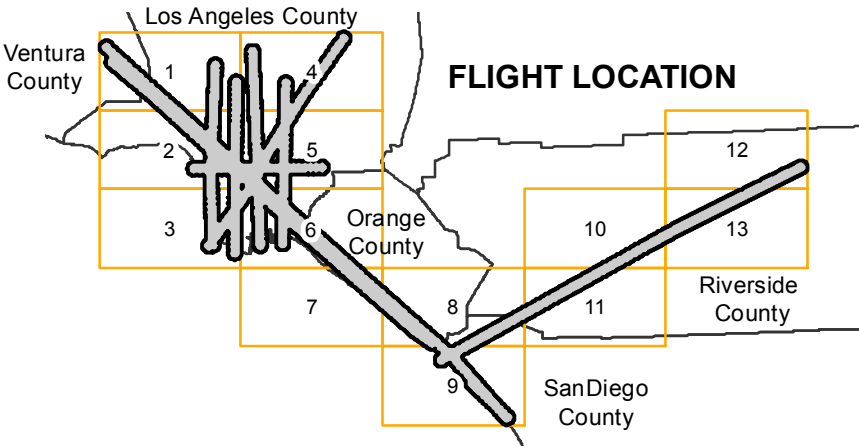 Los Angeles County
Ventura
County
1
4
FLIGHT LOCATION
2
5
12
3
6
Orange
County
10
13
7
8
11
Riverside
County
9
SanDiego
County